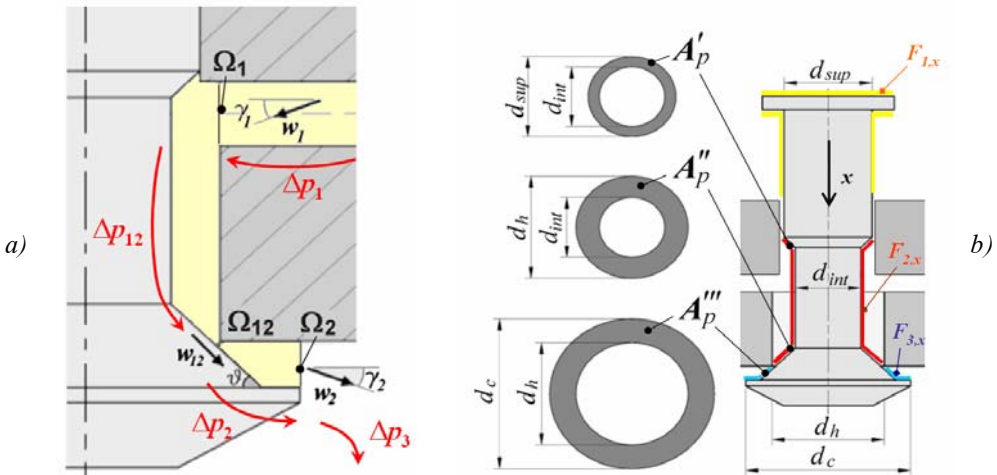 a)
Ω1
γ1
w1
Δp1
Δp12
Ω12
Ω2
w12
ϑ
w2
γ2
Δp2
Δp3
dsup
dint
A'p
dh
dint
A''p
dc
dh
A'''p
F1,x
dsup
x
dint
F2,x
F3,x
dh
dc
b)